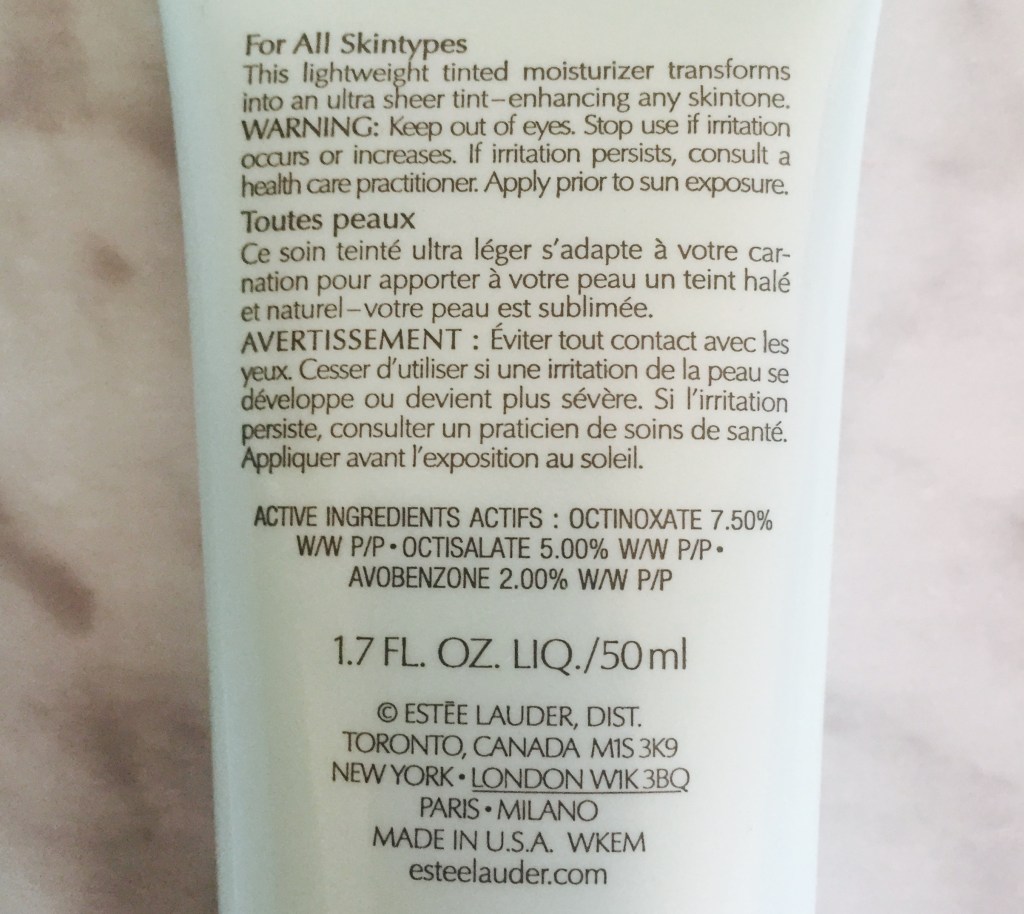 For All Skintypes
This lightweight tinted moisturizer transforms
into an ultra sheer tint–enhancing any skintone.
WARNING: Keep out of eyes. Stop use if irritation
occurs or increases. If irritation persists, consult a
health care practitioner. Apply prior to sun exposure.
Toutes peaux
Ce soin teinté ultra léger s'adapte à votre car-
nation pour apporter à votre peau un teint halé
et naturel–votre peau est sublimée.
AVERTISSEMENT : Éviter tout contact avec les
yeux. Cesser d'utiliser si une irritation de la peau se
développe ou devient plus sévère. Si l'irritation
persiste, consulter un praticien de soins de santé.
Appliquer avant l'exposition au soleil.
ACTIVE INGREDIENTS ACTIFS : OCTINOXATE 7.50%
W/W P/P • OCTISALATE 5.00% W/W P/P •
AVOBENZONE 2.00% W/W P/P
1.7 FL. OZ. LIQ./50 ml
© ESTĒE LAUDER, DIST.
TORONTO, CANADA M1S 3K9
NEW YORK • LONDON W1K 3BQ
PARIS • MILANO
MADE IN U.S.A. WKEM
esteelauder.com